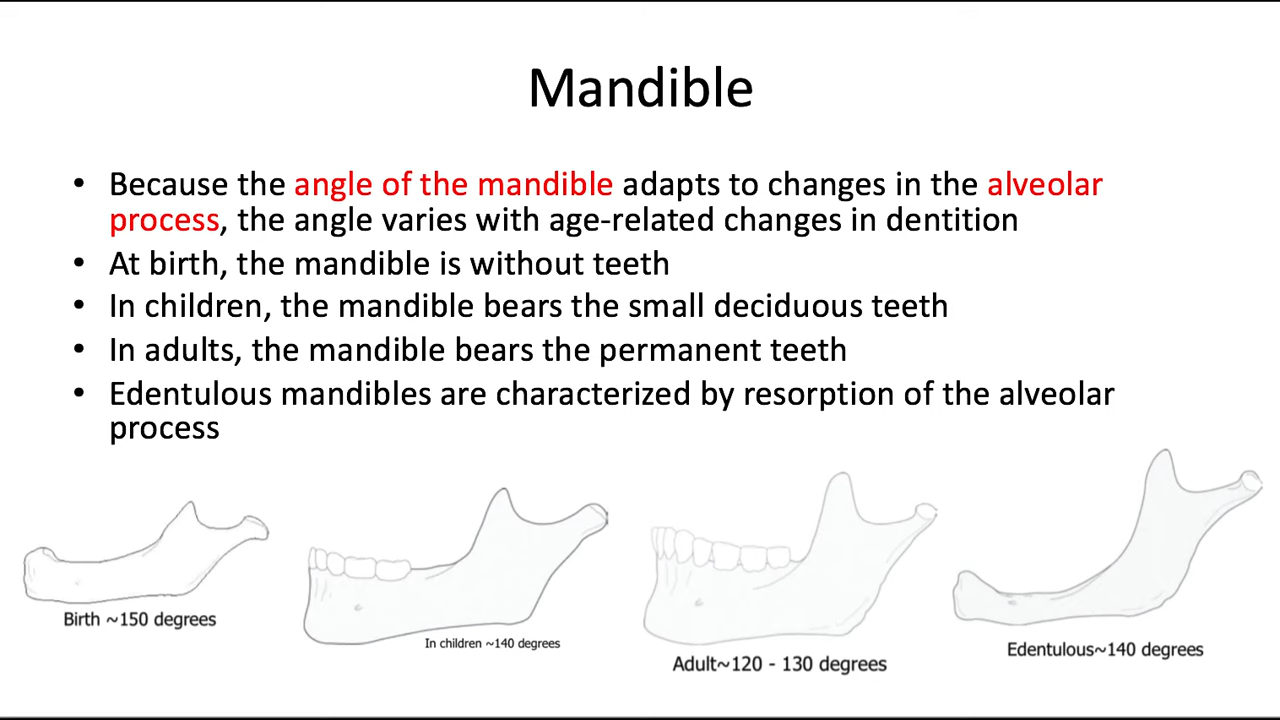 Mandible
• Because the angle of the mandible adapts to changes in the alveolar
process, the angle varies with age-related changes in dentition
• At birth, the mandible is without teeth
• In children, the mandible bears the small deciduous teeth
• In adults, the mandible bears the permanent teeth
• Edentulous mandibles are characterized by resorption of the alveolar
process
Birth ~150 degrees
In children ~140 degrees
Adult~120 - 130 degrees
Edentulous~140 degrees